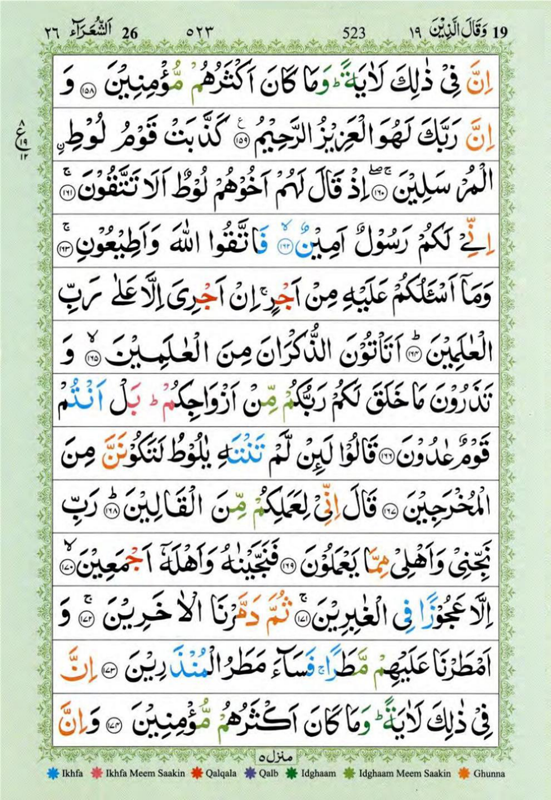 19 وَقَالَ الَّذِیْنَ ١٩ 523 ٥٢٣ 26 اَلشُّعَرَآء ٢٦
اِنَّ فِیْ ذٰلِكَ لَاٰیَةً ؕ وَمَا كَانَ اَكْثَرُهُمْ مُّؤْمِنِیْنَ ﴿١٥٨﴾ وَ
اِنَّ رَبَّكَ لَهُوَ الْعَزِیْزُ الرَّحِیْمُ ﴿١٥٩﴾ ع كَذَّبَتْ قَوْمُ لُوْطِ ِ۟
٨ ع ١٩ ١٢
الْمُرْسَلِیْنَ ﴿١٦٠﴾ اِذْ قَالَ لَهُمْ اَخُوْهُمْ لُوْطٌ اَلَا تَتَّقُوْنَ ﴿١٦١﴾
اِنِّیْ لَكُمْ رَسُوْلٌ اَمِیْنٌ ﴿١٦٢﴾ فَاتَّقُوا اللّٰهَ وَاَطِیْعُوْنِ ﴿١٦٣﴾
وَمَاۤ اَسْـَٔلُكُمْ عَلَیْهِ مِنْ اَجْرٍ ۚ اِنْ اَجْرِیَ اِلَّا عَلٰی رَبِّ
الْعٰلَمِیْنَ ﴿١٦٤﴾ اَتَاْتُوْنَ الذُّكْرَانَ مِنَ الْعٰلَمِیْنَ ﴿١٦٥﴾ وَ
تَذَرُوْنَ مَا خَلَقَ لَكُمْ رَبُّكُمْ مِّنْ اَزْوَاجِكُمْ ؕ بَلْ اَنْتُمْ
قَوْمٌ عٰدُوْنَ ﴿١٦٦﴾ قَالُوْا لَىِٕنْ لَّمْ تَنْتَهِ یٰلُوْطُ لَتَكُوْنَنَّ مِنَ
الْمُخْرَجِیْنَ ﴿١٦٧﴾ قَالَ اِنِّیْ لِعَمَلِكُمْ مِّنَ الْقَالِیْنَ ﴿١٦٨﴾ ؕ رَبِّ
نَجِّنِیْ وَاَهْلِیْ مِمَّا یَعْمَلُوْنَ ﴿١٦٩﴾ فَنَجَّیْنٰهُ وَاَهْلَهٗۤ اَجْمَعِیْنَ ﴿١٧٠﴾
اِلَّا عَجُوْزًا فِی الْغٰبِرِیْنَ ﴿١٧١﴾ ثُمَّ دَمَّرْنَا الْاٰخَرِیْنَ ﴿١٧٢﴾ وَ
اَمْطَرْنَا عَلَیْهِمْ مَّطَرًا ۚ فَسَآءَ مَطَرُ الْمُنْذَرِیْنَ ﴿١٧٣﴾ اِنَّ
فِیْ ذٰلِكَ لَاٰیَةً ؕ وَمَا كَانَ اَكْثَرُهُمْ مُّؤْمِنِیْنَ ﴿١٧٤﴾ وَاِنَّ
منزل ٥
Ikhfa Ikhfa Meem Saakin Qalqala Qalb Idghaam Idghaam Meem Saakin Ghunna